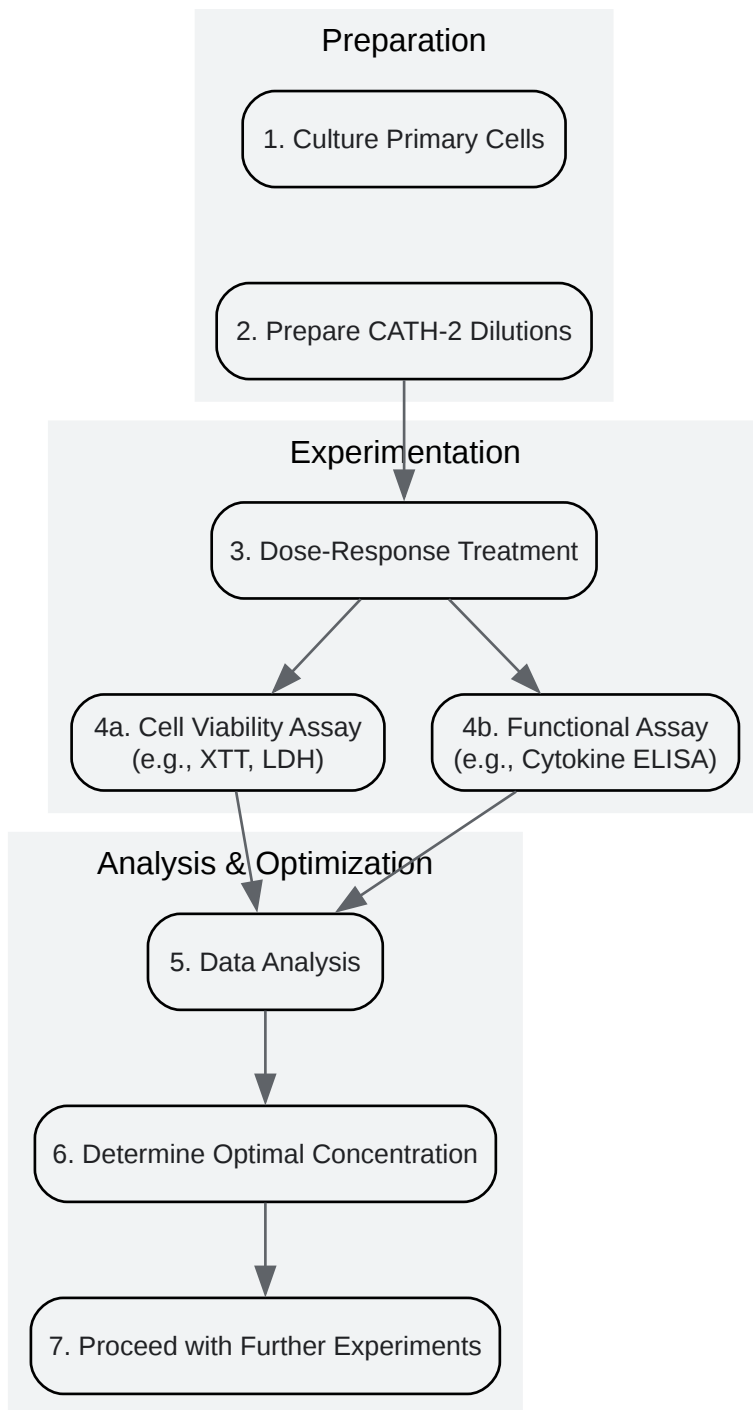 Preparation
1. Culture Primary Cells
2. Prepare CATH-2 Dilutions
Experimentation
3. Dose-Response Treatment
4a. Cell Viability Assay
(e.g., XTT, LDH)
4b. Functional Assay
(e.g., Cytokine ELISA)
Analysis & Optimization
5. Data Analysis
6. Determine Optimal Concentration
7. Proceed with Further Experiments